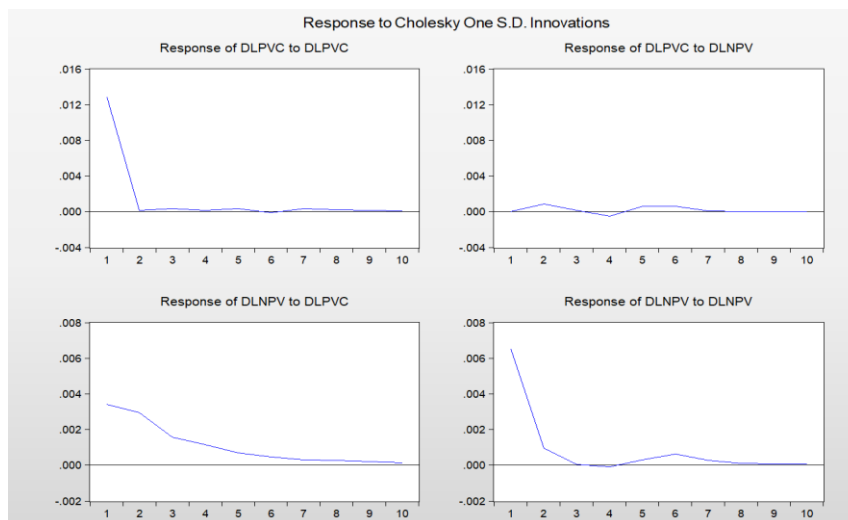 Response to Cholesky One S.D. Innovations
Response of DLPVC to DLPVC
.016
.012
.008
.004
.000
-.004
1 2 3 4 5 6 7 8 9 10
Response of DLPVC to DLNPV
.016
.012
.008
.004
.000
-.004
1 2 3 4 5 6 7 8 9 10
Response of DLNPV to DLPVC
.008
.006
.004
.002
.000
-.002
1 2 3 4 5 6 7 8 9 10
Response of DLNPV to DLNPV
.008
.006
.004
.002
.000
-.002
1 2 3 4 5 6 7 8 9 10